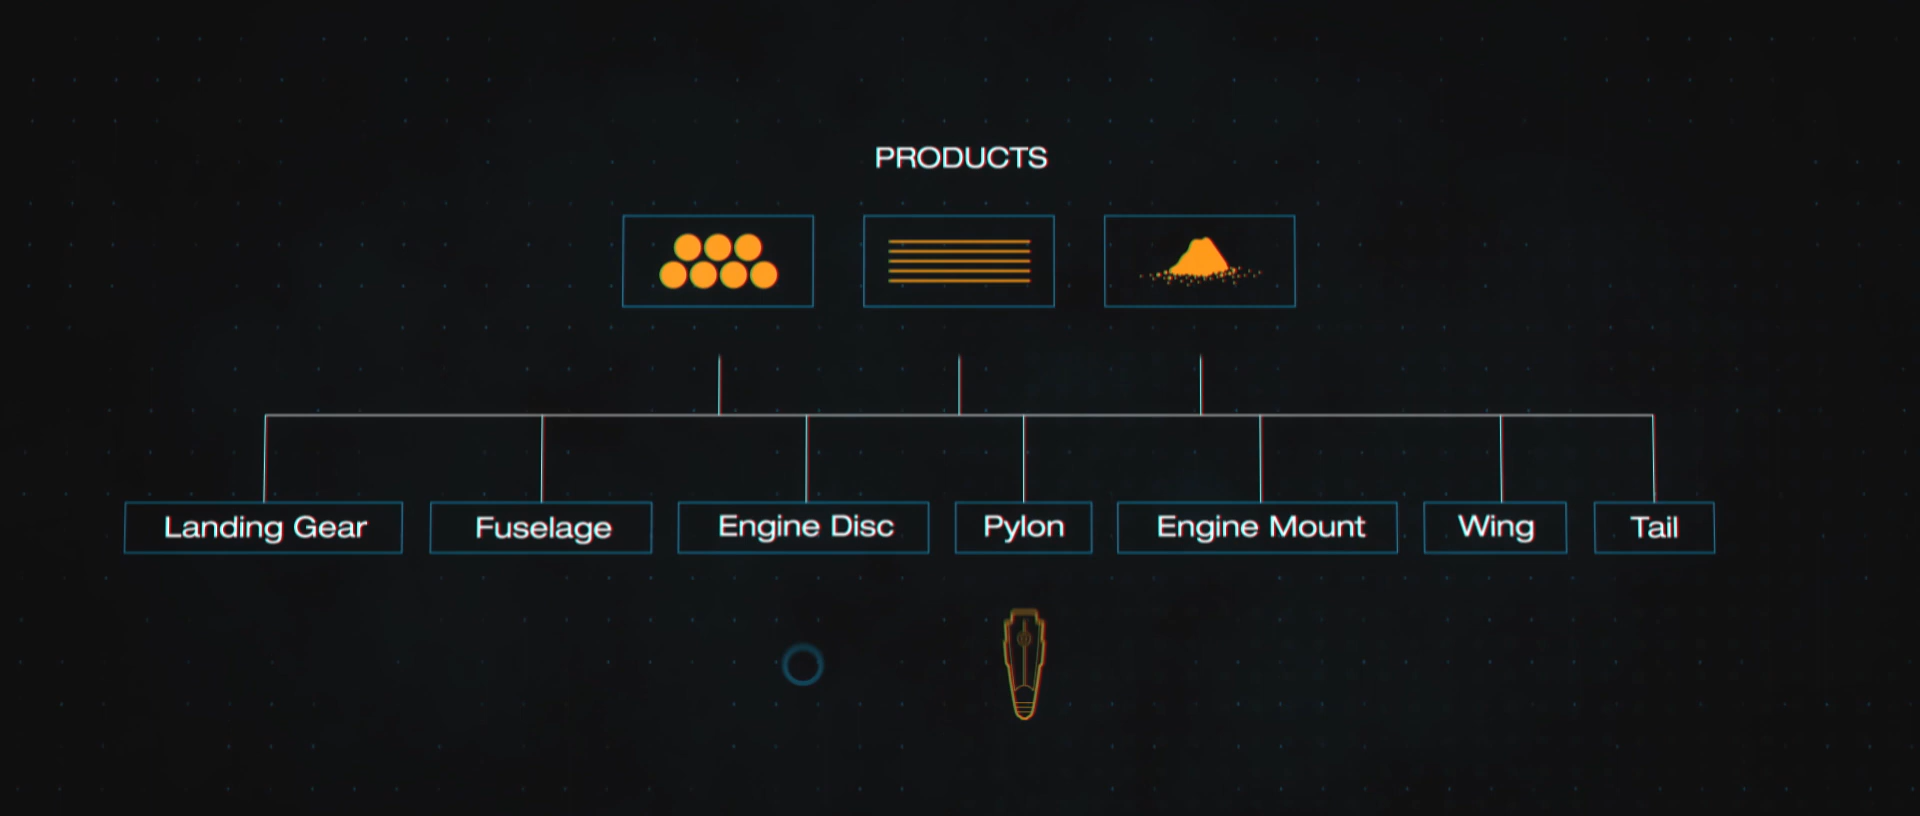 PRODUCTS
Landing Gear
Fuselage
Engine Disc
Pylon
Engine Mount
Wing
Tail